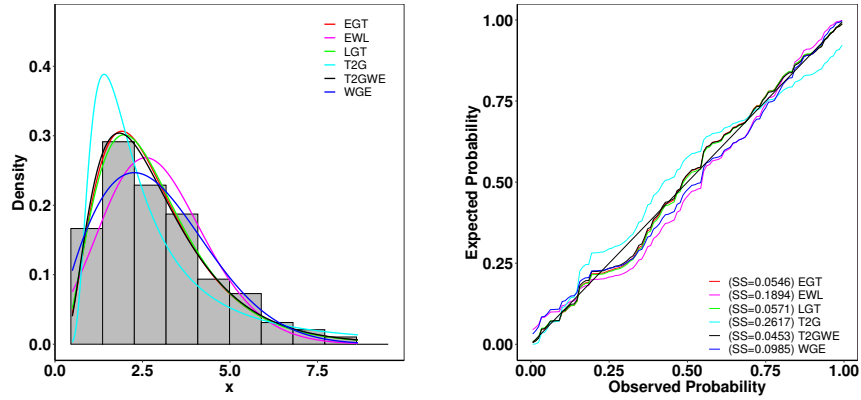 EGT
EWL
LGT
T2G
T2GWE
WGE
0.4
0.3
0.2
0.1
0.0
Density
0.0
2.5
5.0
7.5
x
1.00
0.75
0.50
0.25
0.00
Expected Probability
(SS=0.0546) EGT
(SS=0.1894) EWL
(SS=0.0571) LGT
(SS=0.2617) T2G
(SS=0.0453) T2GWE
(SS=0.0985) WGE
0.00
0.25
0.50
0.75
1.00
Observed Probability